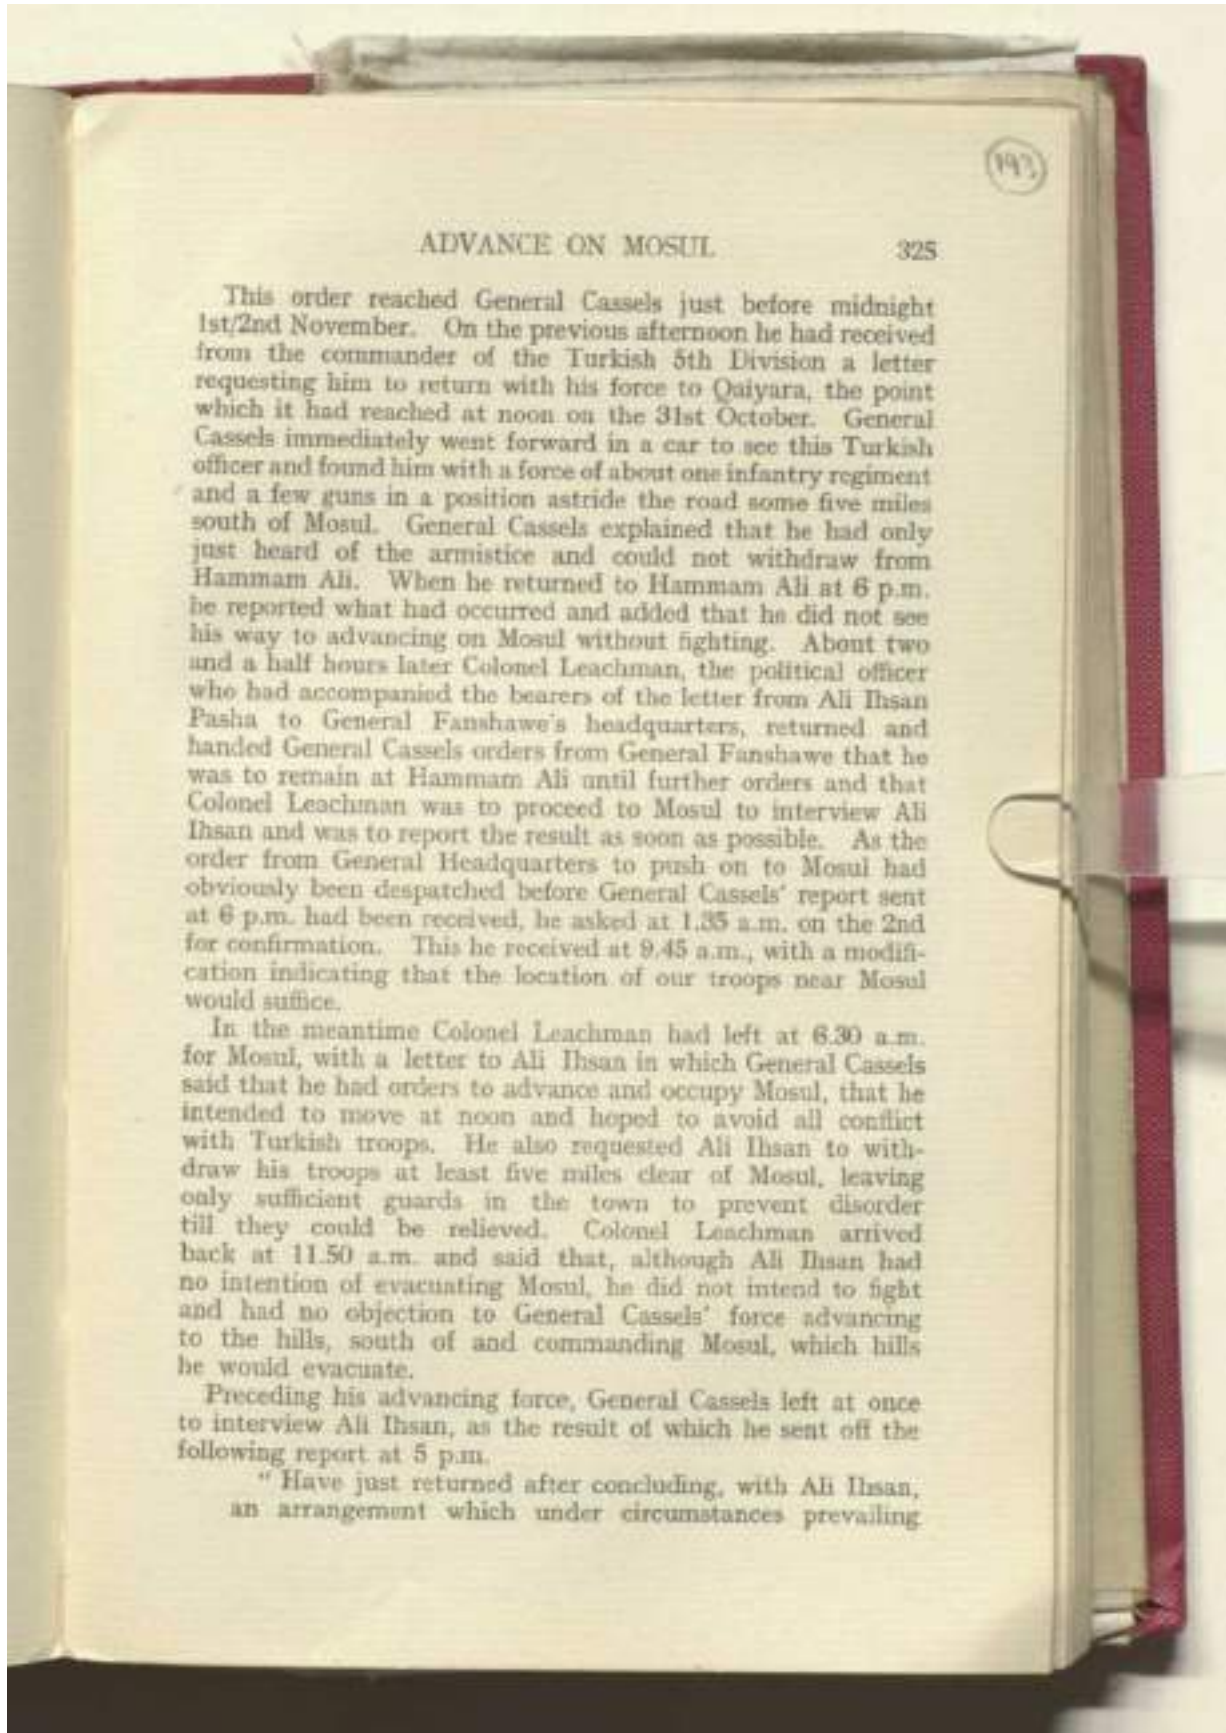 ADVANCE ON MOSUL 325
This order reached General Cassels just before midnight
1st/2nd November. On the previous afternoon he had received
from the commander of the Turkish 5th Division a letter
requesting him to return with his force to Qaiyara, the point
which it had reached at noon on the 31st October. General
Cassels immediately went forward in a car to see this Turkish
officer and found him with a force of about one infantry regiment
and a few guns in a position astride the road some five miles
south of Mosul. General Cassels explained that he had only
just heard of the armistice and could not withdraw from
Hammam Ali. When he returned to Hammam Ali at 6 p.m.
he reported what had occurred and added that he did not see
his way to advancing on Mosul without fighting. About two
and a half hours later Colonel Leachman, the political officer
who had accompanied the bearers of the letter from Ali Ihsan
Pasha to General Fanshawe's headquarters, returned and
handed General Cassels orders from General Fanshawe that he
was to remain at Hammam Ali until further orders and that
Colonel Leachman was to proceed to Mosul to interview Ali
Ihsan and was to report the result as soon as possible. As the
order from General Headquarters to push on to Mosul had
obviously been despatched before General Cassels' report sent
at 6 p.m. had been received, he asked at 1.35 a.m. on the 2nd
for confirmation. This he received at 9.45 a.m., with a modifi-
cation indicating that the location of our troops near Mosul
would suffice.
In the meantime Colonel Leachman had left at 6.30 a.m.
for Mosul, with a letter to Ali Ihsan in which General Cassels
said that he had orders to advance and occupy Mosul, that he
intended to move at noon and hoped to avoid all conflict
with Turkish troops. He also requested Ali Ihsan to with-
draw his troops at least five miles clear of Mosul, leaving
only sufficient guards in the town to prevent disorder
till they could be relieved. Colonel Leachman arrived
back at 11.50 a.m. and said that, although Ali Ihsan had
no intention of evacuating Mosul, he did not intend to fight
and had no objection to General Cassels' force advancing
to the hills, south of and commanding Mosul, which hills
he would evacuate.
Preceding his advancing force, General Cassels left at once
to interview Ali Ihsan, as the result of which he sent off the
following report at 5 p.m.
" Have just returned after concluding, with Ali Ihsan,
an arrangement which under circumstances prevailing